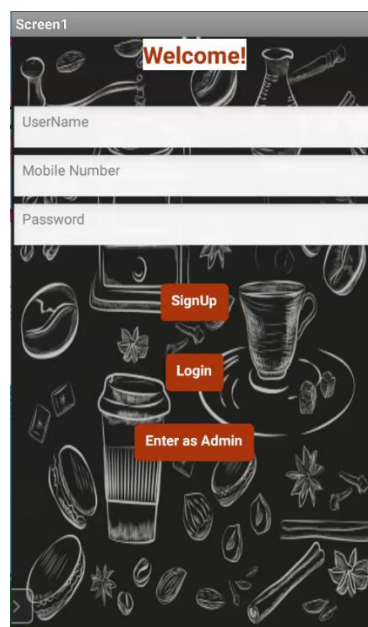 Screen1
Welcome!
UserName
Mobile Number
Password
SignUp
Login
Enter as Admin